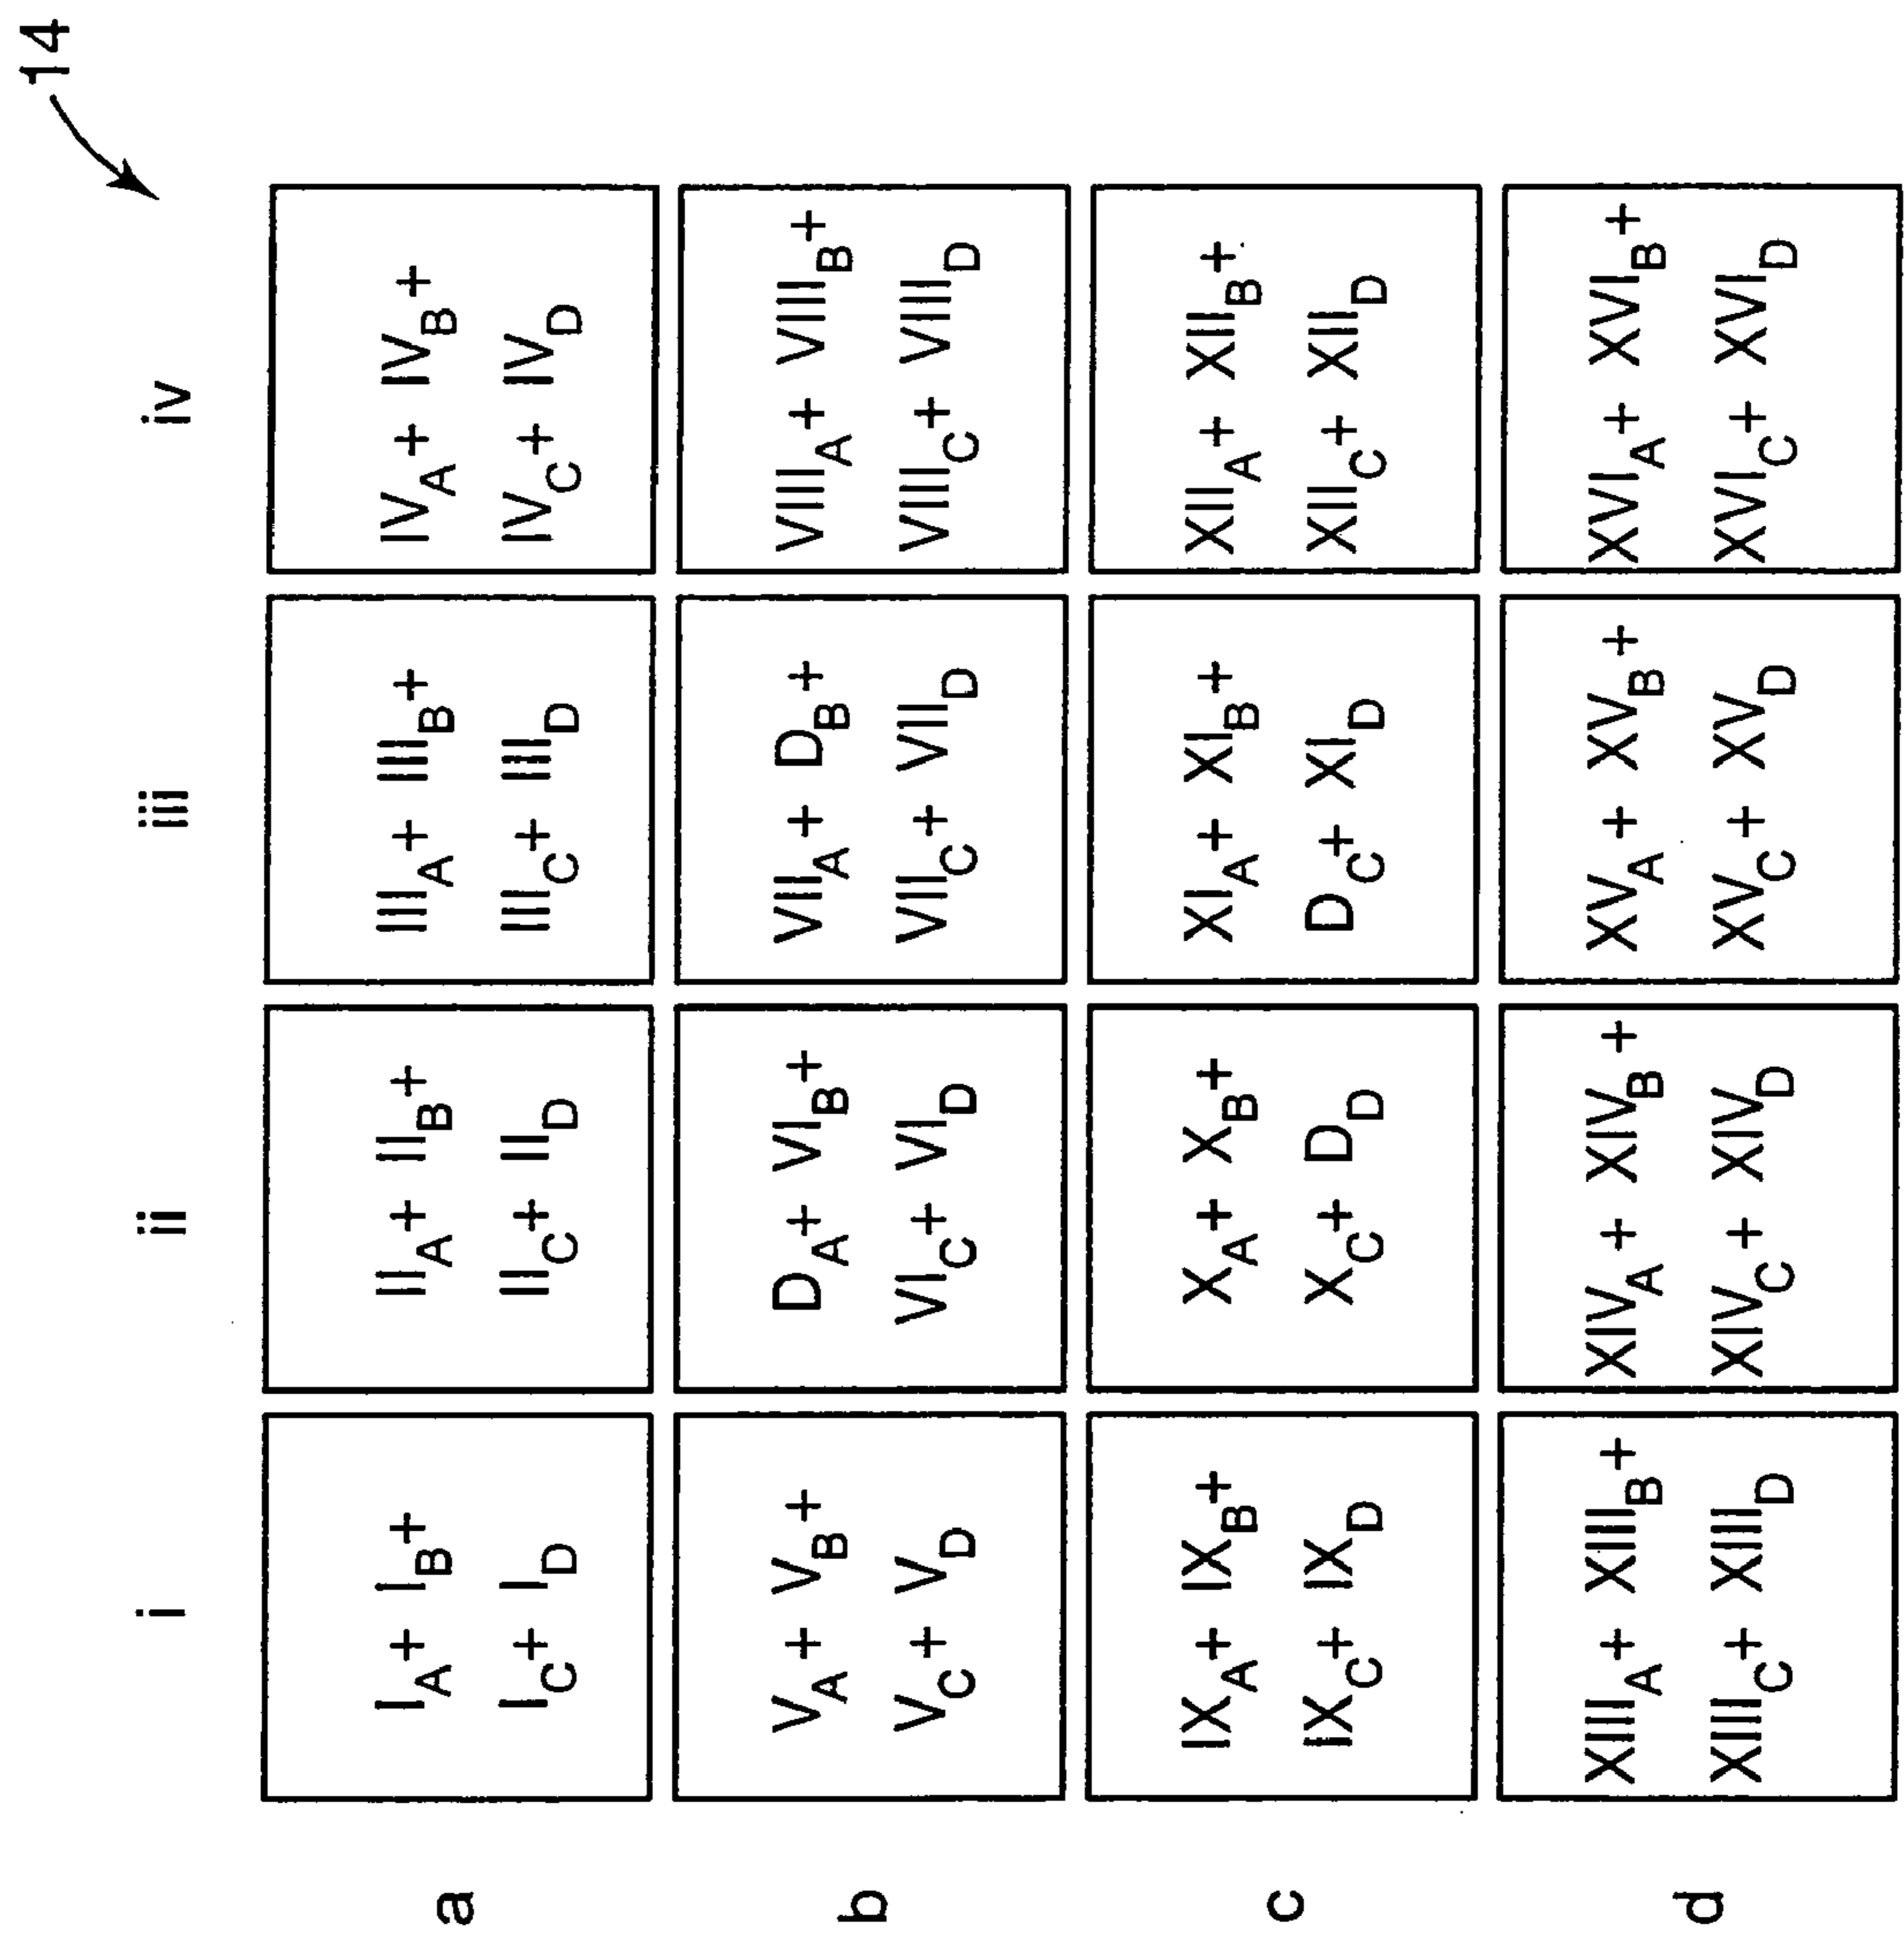 14
i ii iii iv
a
I_A+ I_B+ II_A+ II_B+ III_A+ III_B+ IV_A+ IV_B+
I_C+ I_D II_C+ II_D III_C+ III_D IV_C+ IV_D
b
V_A+ V_B+ D_A+ VI_B+ VII_A+ D_B+ VIII_A+ VIII_B+
V_C+ V_D VI_C+ VI_D VII_C+ VII_D VIII_C+ VIII_D
c
IX_A+ IX_B+ X_A+ X_B+ XI_A+ XI_B+ XII_A+ XII_B+
IX_C+ IX_D X_C+ D_D D_C+ XI_D XII_C+ XII_D
d
XIII_A+ XIII_B+ XIV_A+ XIV_B+ XV_A+ XV_B+ XVI_A+ XVI_B+
XIII_C+ XIII_D XIV_C+ XIV_D XV_C+ XV_D XVI_C+ XVI_D